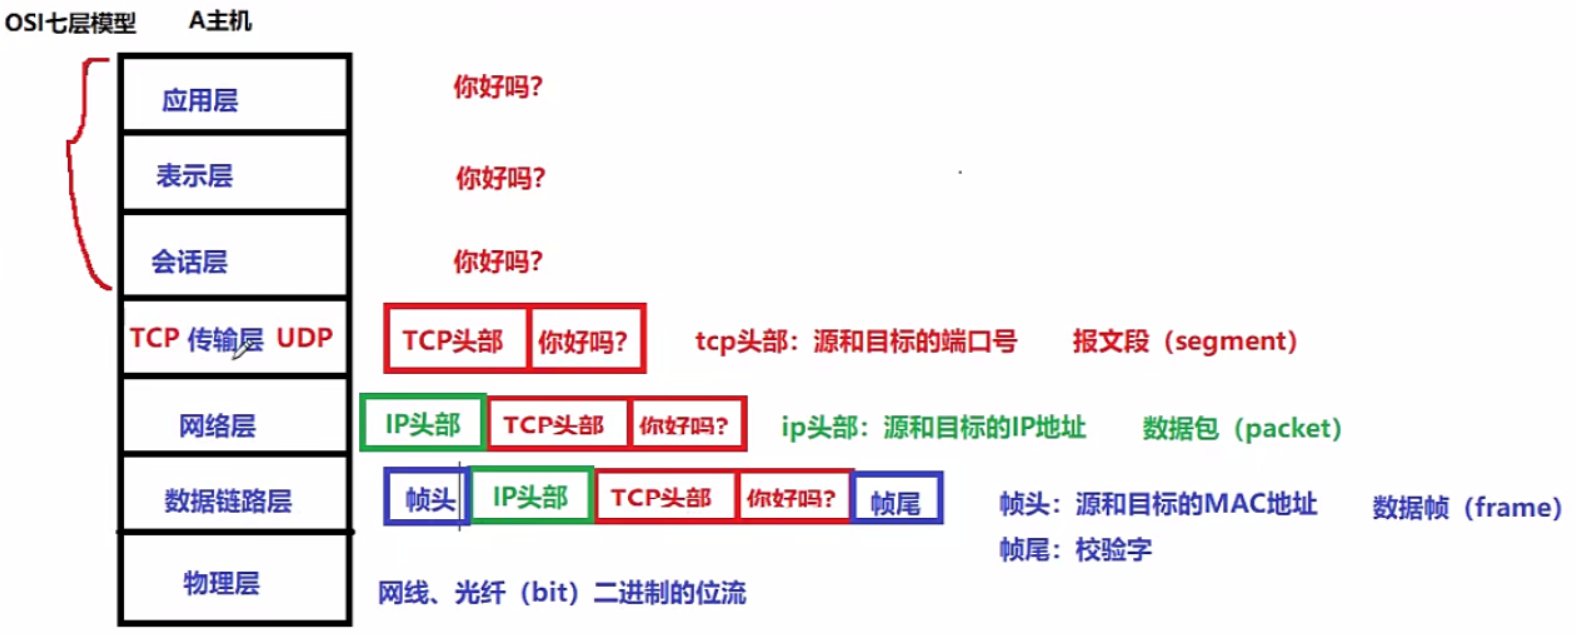 OSI七层模型 A主机
应用层 你好吗?
表示层 你好吗?
会话层 你好吗?
TCP 传输层 UDP TCP头部 你好吗? tcp头部：源和目标的端口号 报文段（segment）
网络层 IP头部 TCP头部 你好吗? ip头部：源和目标的IP地址 数据包（packet）
数据链路层 帧头 IP头部 TCP头部 你好吗? 帧尾 帧头：源和目标的MAC地址 数据帧（frame）
帧尾：校验字
物理层 网线、光纤（bit）二进制的位流